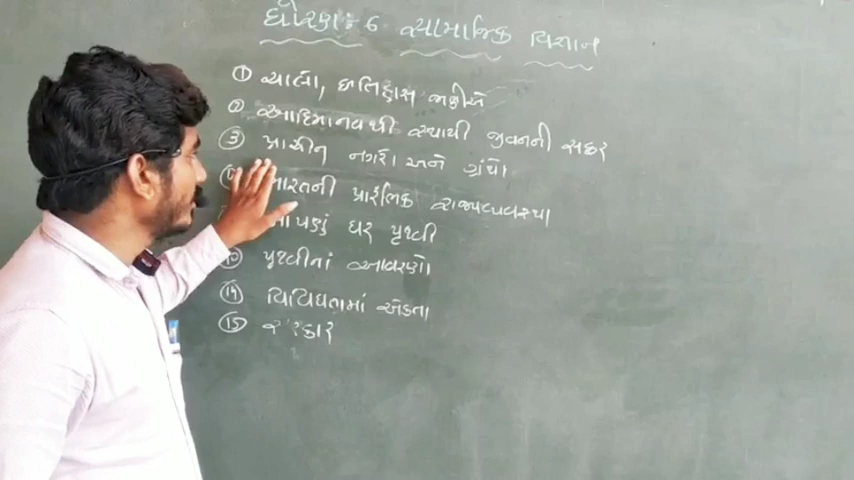 ધોરણ: 6 સામાજિક વિજ્ઞાન
① ચાલો, ઇતિહાસ જાણીએ
② આદિમાનવથી સ્થાયી જીવનની સફર
③ પ્રાચીન નગરો અને ગ્રંથો
ભારતની પ્રારંભિક રાજ્યવ્યવસ્થા
આપણું ઘર પૃથ્વી
પૃથ્વીનાં આવરણો
⑭ વિવિધતામાં એકતા
⑮ સરકાર